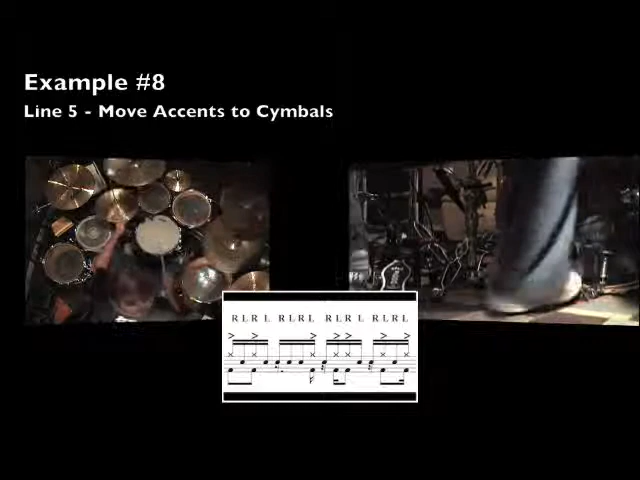 Example #8
Line 5 - Move Accents to Cymbals
R L R L R L R L R L R L R L R L